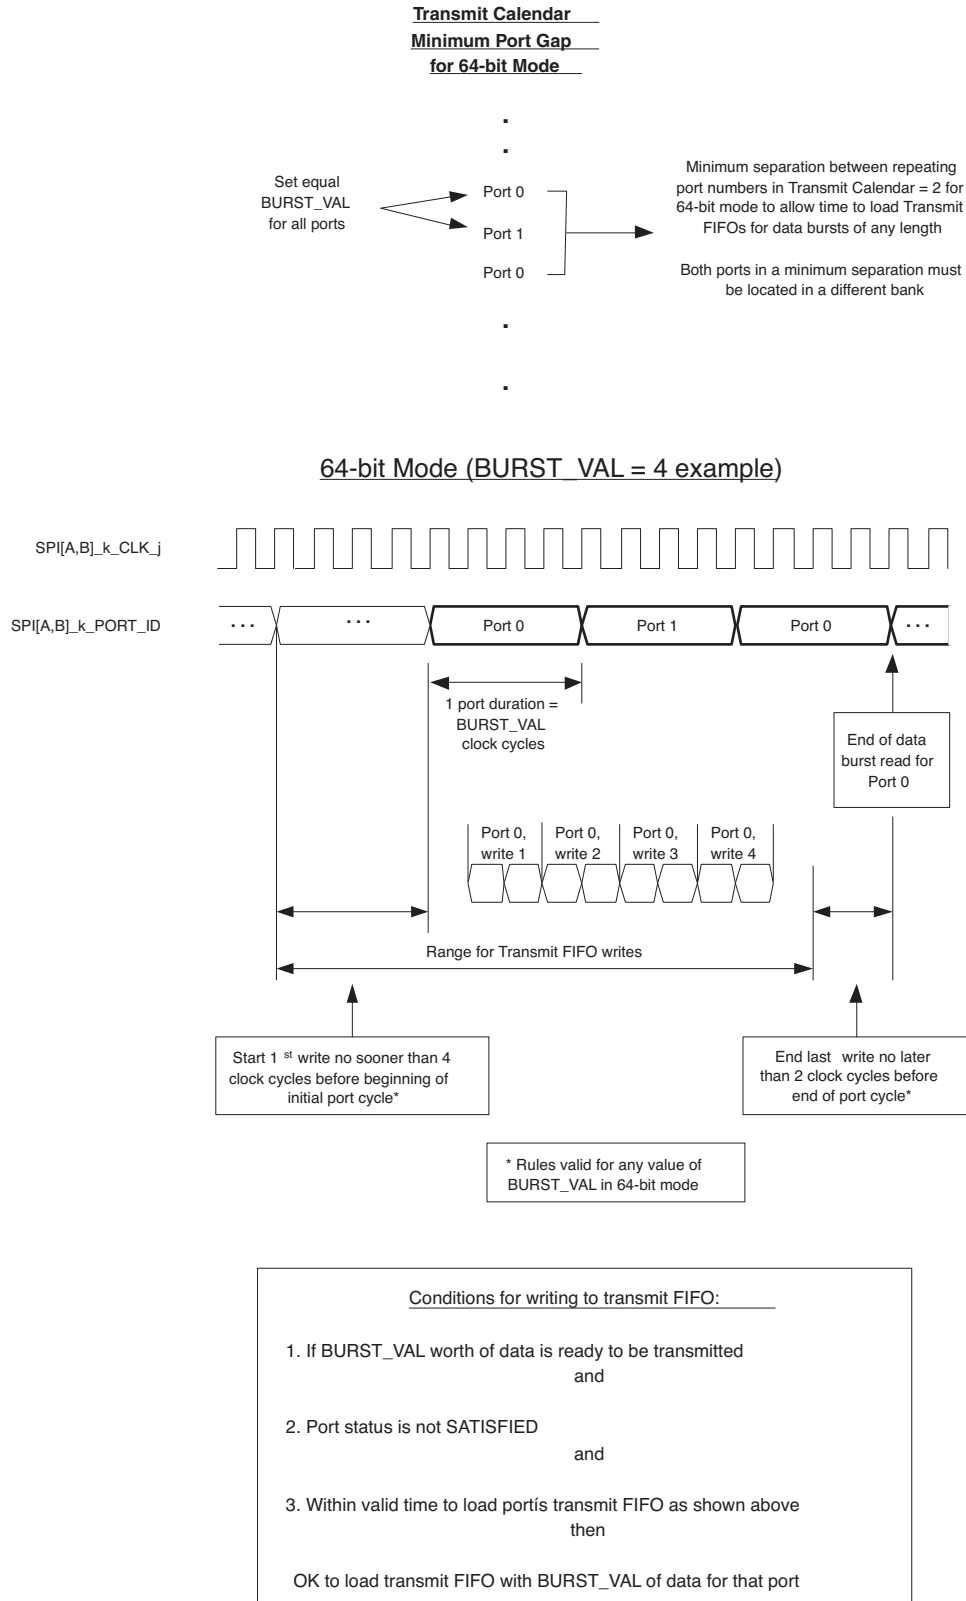 Transmit Calendar
Minimum Port Gap
for 64-bit Mode
Set equal
BURST_VAL
for all ports
Port 0
Port 1
Port 0
Minimum separation between repeating
port numbers in Transmit Calendar = 2 for
64-bit mode to allow time to load Transmit
FIFOs for data bursts of any length
Both ports in a minimum separation must
be located in a different bank
64-bit Mode (BURST_VAL = 4 example)
SPI[A,B]_k_CLK_j
SPI[A,B]_k_PORT_ID
... ... Port 0 Port 1 Port 0 ...
1 port duration =
BURST_VAL
clock cycles
End of data
burst read for
Port 0
Port 0, Port 0, Port 0, Port 0,
write 1 write 2 write 3 write 4
Range for Transmit FIFO writes
Start 1 st write no sooner than 4
clock cycles before beginning of
initial port cycle*
End last write no later
than 2 clock cycles before
end of port cycle*
* Rules valid for any value of
BURST_VAL in 64-bit mode
Conditions for writing to transmit FIFO:
1. If BURST_VAL worth of data is ready to be transmitted
and
2. Port status is not SATISFIED
and
3. Within valid time to load portís transmit FIFO as shown above
then
OK to load transmit FIFO with BURST_VAL of data for that port